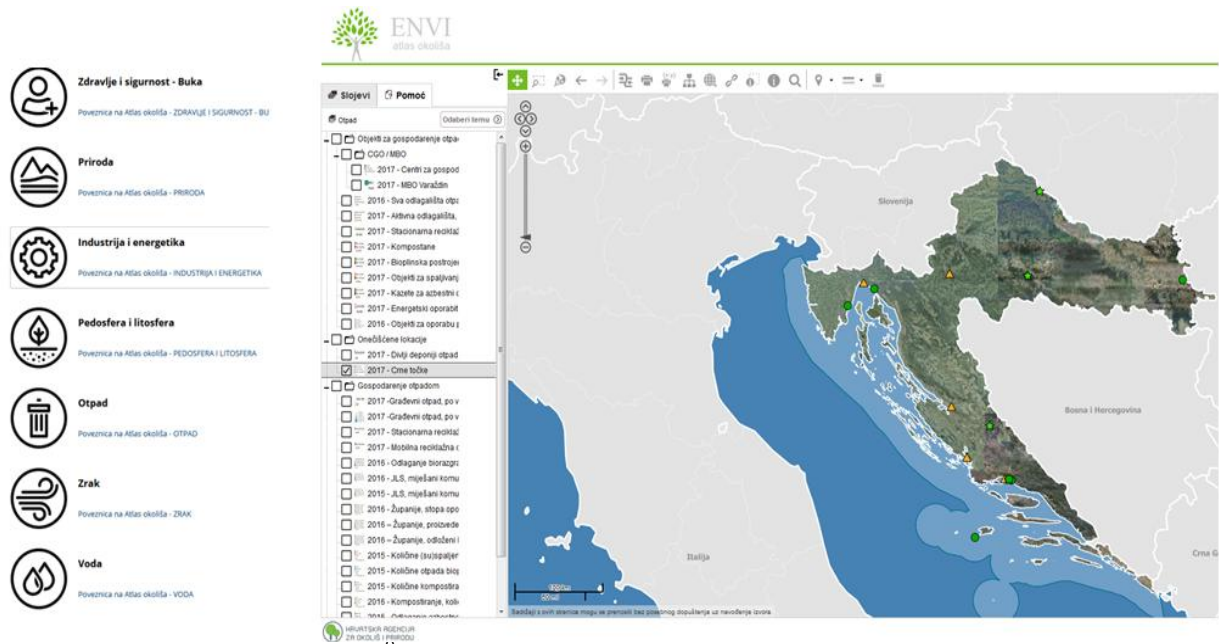 Zdravlje i sigurnost - Buka
Poveznica na Atlas okoliša - ZDRAVLJE I SIGURNOST - BU
Priroda
Poveznica na Atlas okoliša - PRIRODA
Industrija i energetika
Poveznica na Atlas okoliša - INDUSTRIJA I ENERGETIKA
Pedosfera i litosfera
Poveznica na Atlas okoliša - PEDOSFERA I LITOSFERA
Otpad
Poveznica na Atlas okoliša - OTPAD
Zrak
Poveznica na Atlas okoliša - ZRAK
Voda
Poveznica na Atlas okoliša - VODA
ENVI
atlas okoliša
Slojevi
Pomoć
Otpad
Odaberi temu
Objekti za gospodarenje otpa
CGO / MBO
2017 - Centri za gospod
2017 - MBO Varaždin
2016 - Sva odlagališta otpa
2017 - Aktivna odlagališta,
2017 - Stacionarna reciklaž
2017 - Kompostane
2017 - Bioplinska postrojen
2017 - Objekti za spaljivanj
2017 - Kazete za azbestni o
2017 - Energetski oporabit
2016 - Objekti za oporabu p
Onečišćene lokacije
2017 - Divlji deponiji otpad
2017 - Crne točke
Gospodarenje otpadom
2017 -Građevni otpad, po v
2017 -Građevni otpad, po v
2017 - Stacionarna reciklaž
2017 - Mobilna reciklažna d
2016 - Odlaganje biorazgra
2016 - JLS, miješani komu
2015 - JLS, miješani komu
2016 - Županije, stopa opo
2016 – Županije, proizvede
2016 – Županije, odloženi k
2015 - Količine (su)spaljen
2015 - Količine otpada biop
2015 - Količine kompostira
2016 - Kompostiranje, koli
Slovenija
Bosna i Hercegovina
Italija
Crna G
50 mi
Sadržaji s ovih stranica mogu se prenijeti bez posebnog dopuštenja uz navođenje izvora.
HRVATSKA AGENCIJA
ZA OKOLIŠ I PRIRODU